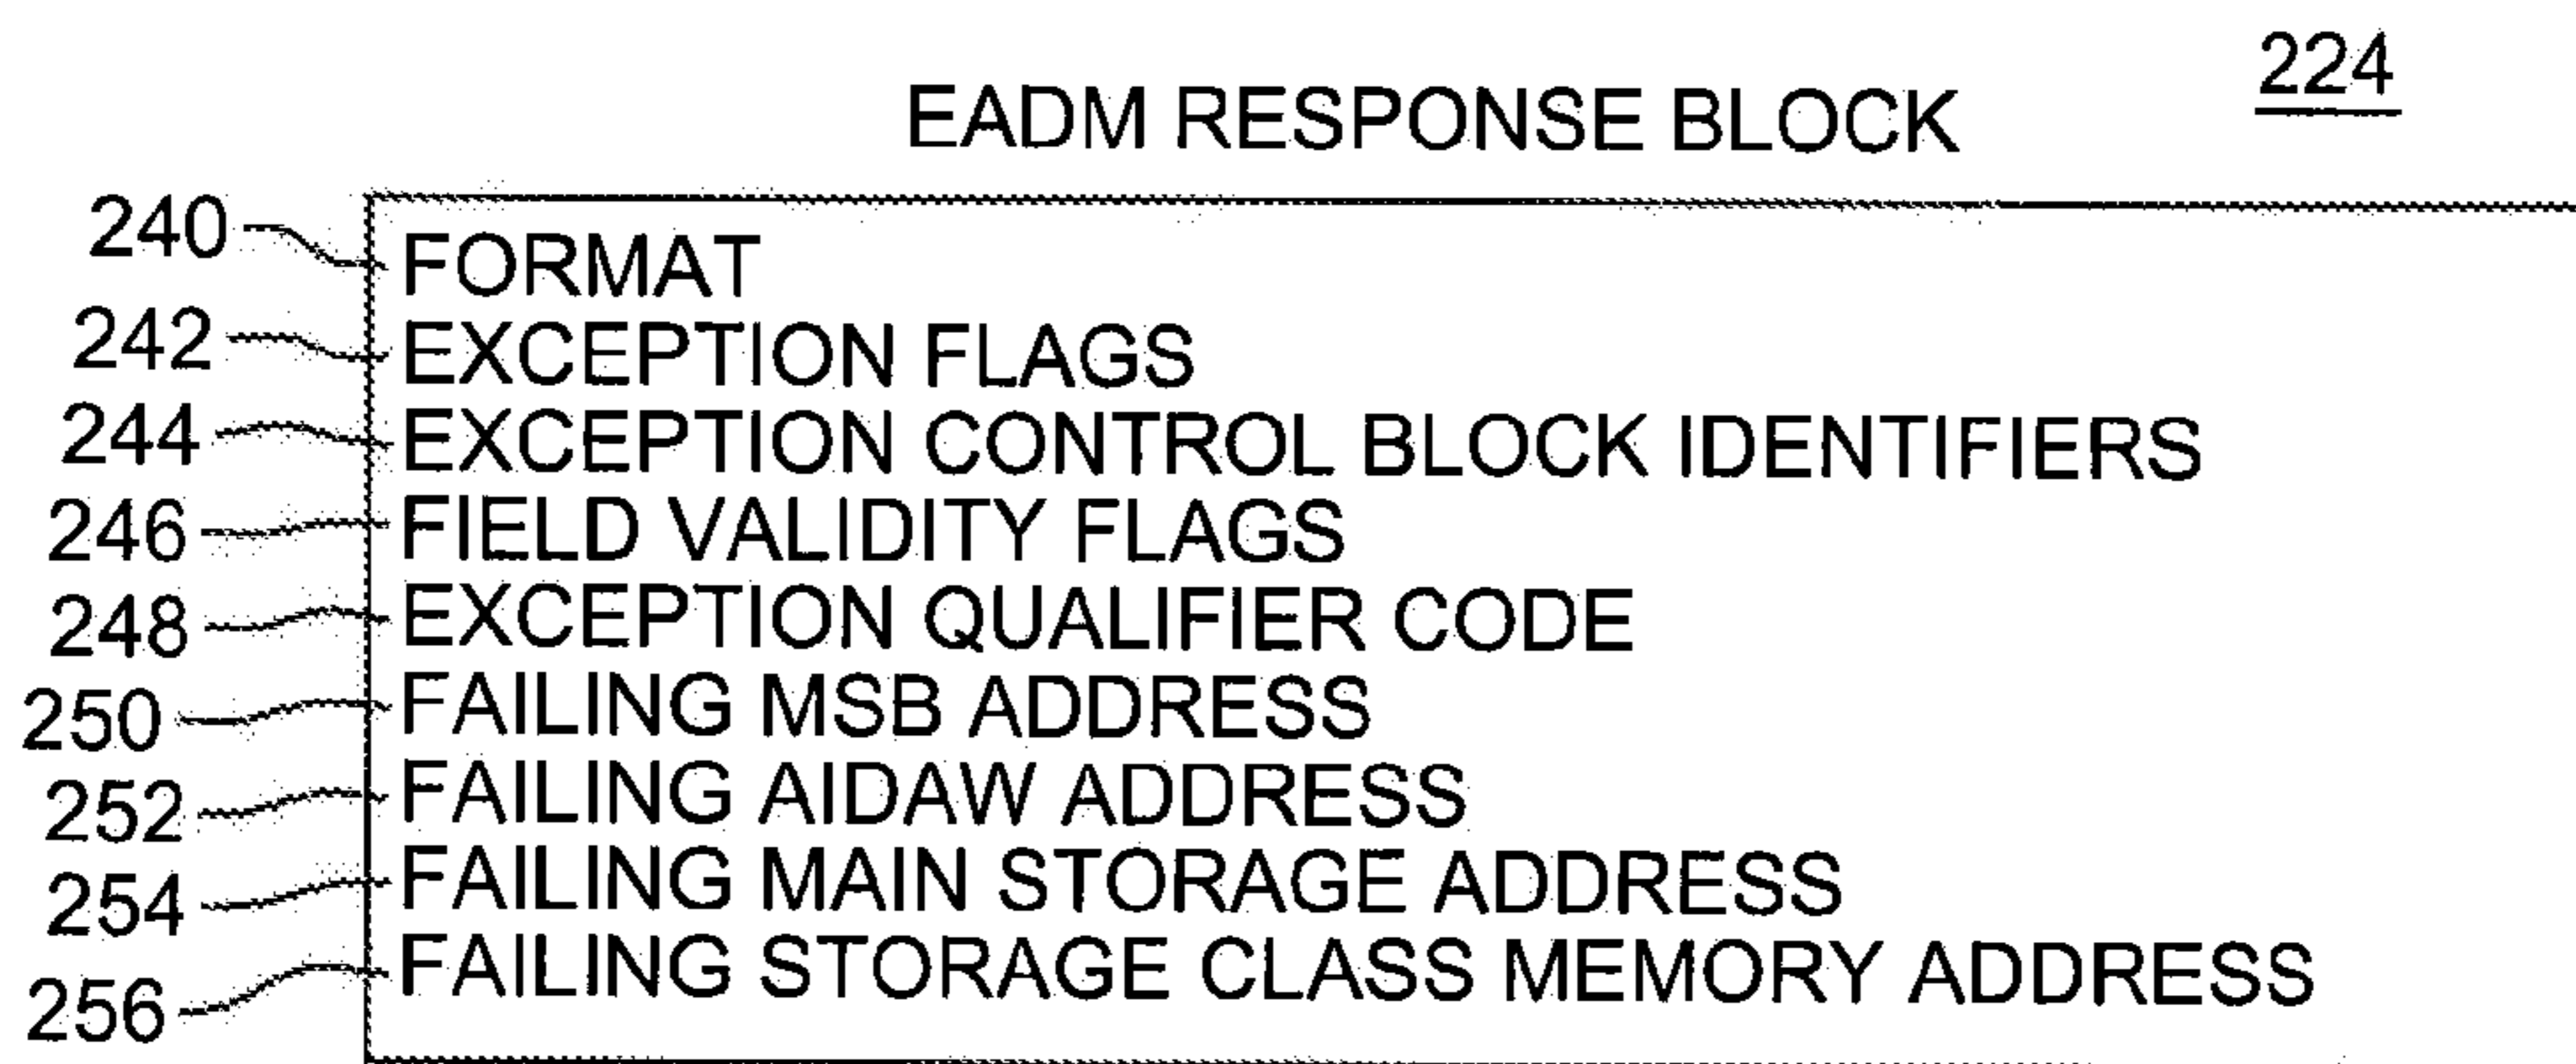 224
EADM RESPONSE BLOCK
240 FORMAT
242 EXCEPTION FLAGS
244 EXCEPTION CONTROL BLOCK IDENTIFIERS
246 FIELD VALIDITY FLAGS
248 EXCEPTION QUALIFIER CODE
250 FAILING MSB ADDRESS
252 FAILING AIDAW ADDRESS
254 FAILING MAIN STORAGE ADDRESS
256 FAILING STORAGE CLASS MEMORY ADDRESS